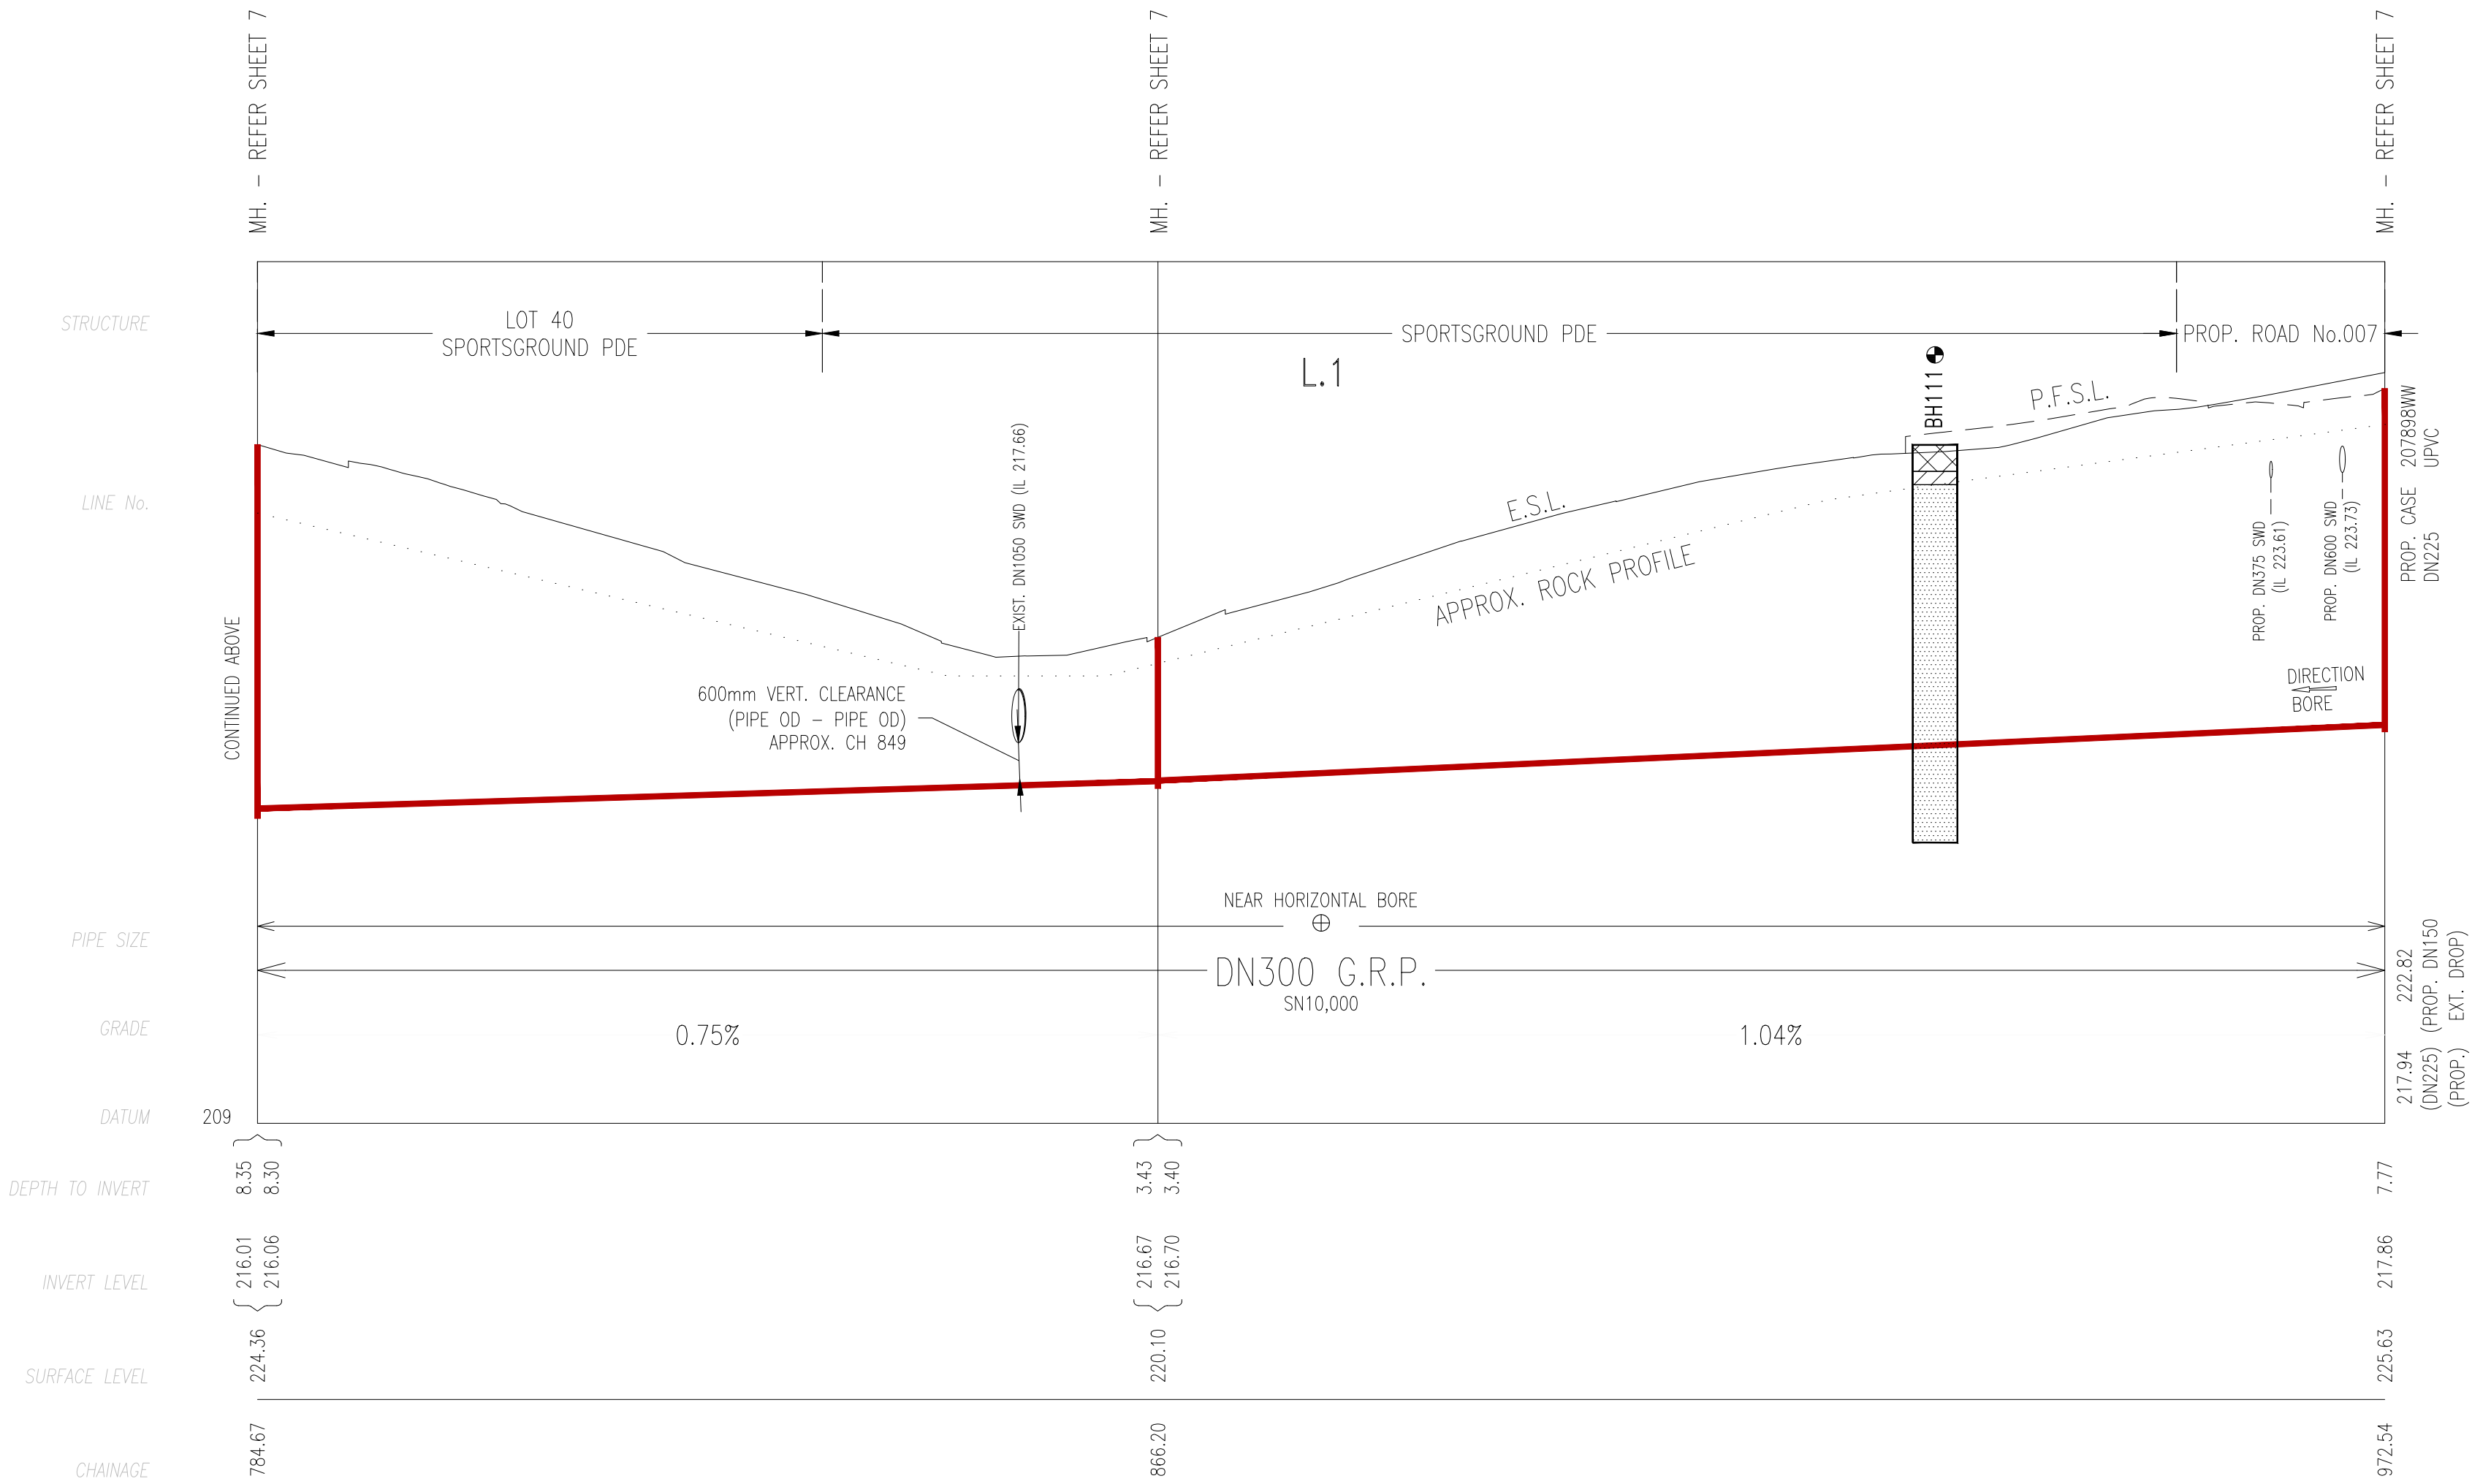 MH. - REFER SHEET 7
MH. - REFER SHEET 7
MH. - REFER SHEET 7
STRUCTURE
LOT 40
SPORTSGROUND PDE
SPORTSGROUND PDE
PROP. ROAD No.007
L.1
BH111
P.F.S.L.
LINE No.
EXIST. DN1050 SWD (IL 217.66)
E.S.L.
APPROX. ROCK PROFILE
PROP. DN375 SWD
(IL 223.61)
PROP. DN600 SWD
(IL 223.73)
PROP. CASE 207898WW
DN225 UPVC
CONTINUED ABOVE
600mm VERT. CLEARANCE
(PIPE OD - PIPE OD)
APPROX. CH 849
DIRECTION
BORE
NEAR HORIZONTAL BORE
PIPE SIZE
DN300 G.R.P.
SN10,000
GRADE
0.75%
1.04%
217.94 222.82
(DN225) (PROP. DN150
(PROP.) EXT. DROP)
DATUM
209
DEPTH TO INVERT
8.35
8.30
3.43
3.40
7.77
INVERT LEVEL
216.01
216.06
216.67
216.70
217.86
SURFACE LEVEL
224.36
220.10
225.63
CHAINAGE
784.67
866.20
972.54